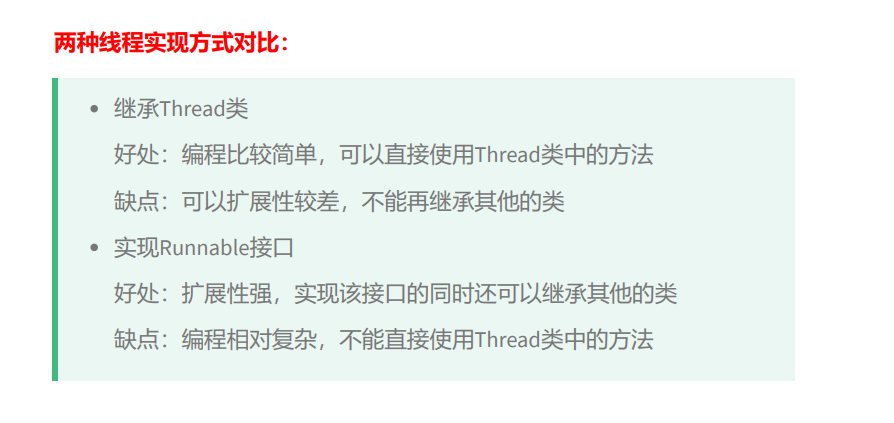 两种线程实现方式对比：
• 继承Thread类
好处：编程比较简单，可以直接使用Thread类中的方法
缺点：可以扩展性较差，不能再继承其他的类
• 实现Runnable接口
好处：扩展性强，实现该接口的同时还可以继承其他的类
缺点：编程相对复杂，不能直接使用Thread类中的方法